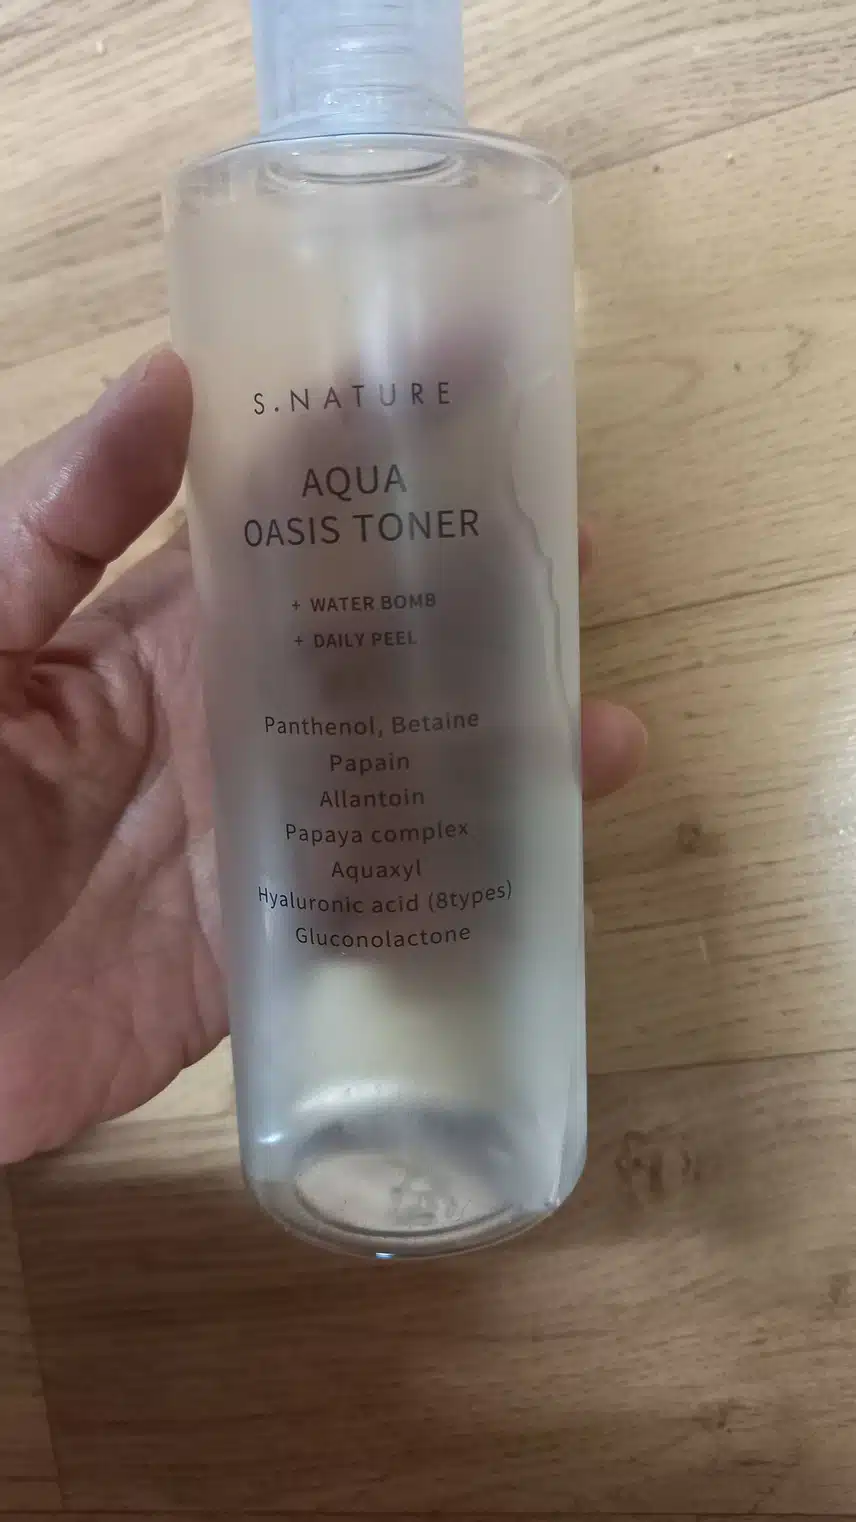 S.NATURE
AQUA
OASIS TONER
+ WATER BOMB
+ DAILY PEEL
Panthenol, Betaine
Papain
Allantoin
Papaya complex
Aquaxyl
Hyaluronic acid (8types)
Gluconolactone